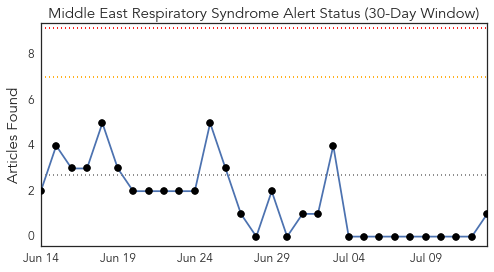 Middle East Respiratory Syndrome Alert Status (30-Day Window)
Articles Found
8
6
4
2
0
Jun 14 Jun 19 Jun 24 Jun 29 Jul 04 Jul 09